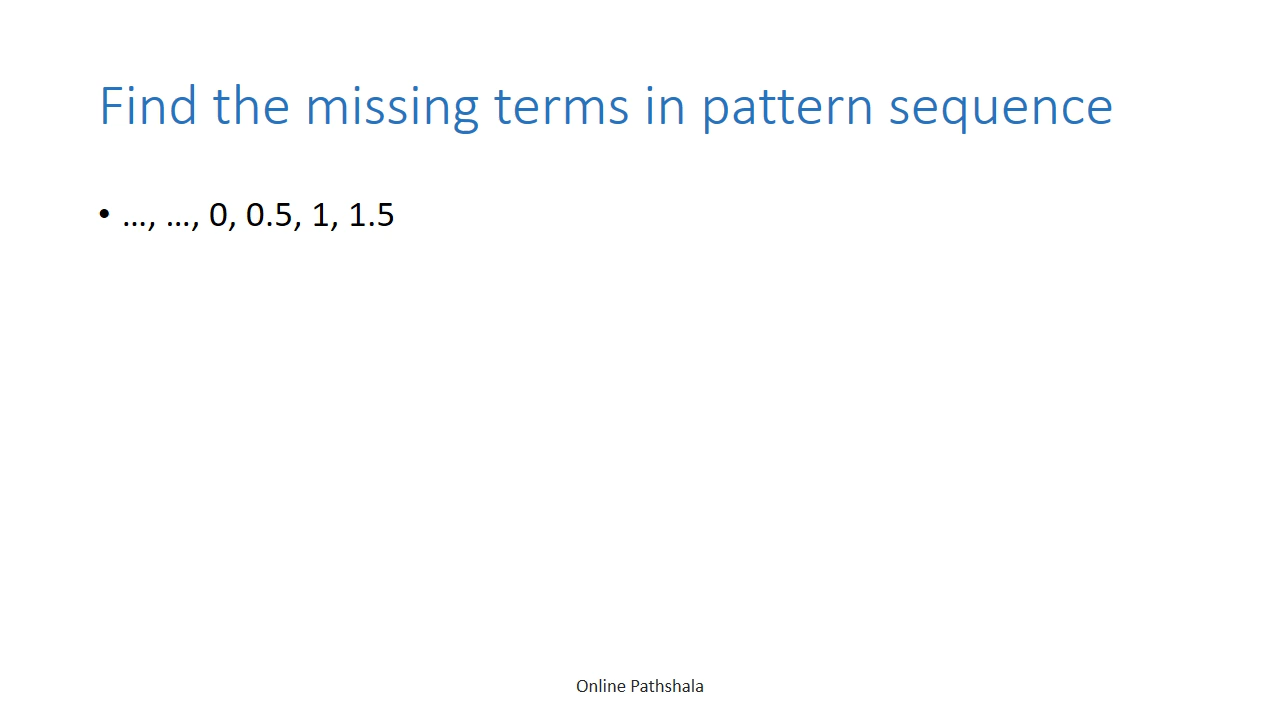 Find the missing terms in pattern sequence
• …, …, 0, 0.5, 1, 1.5
Online Pathshala